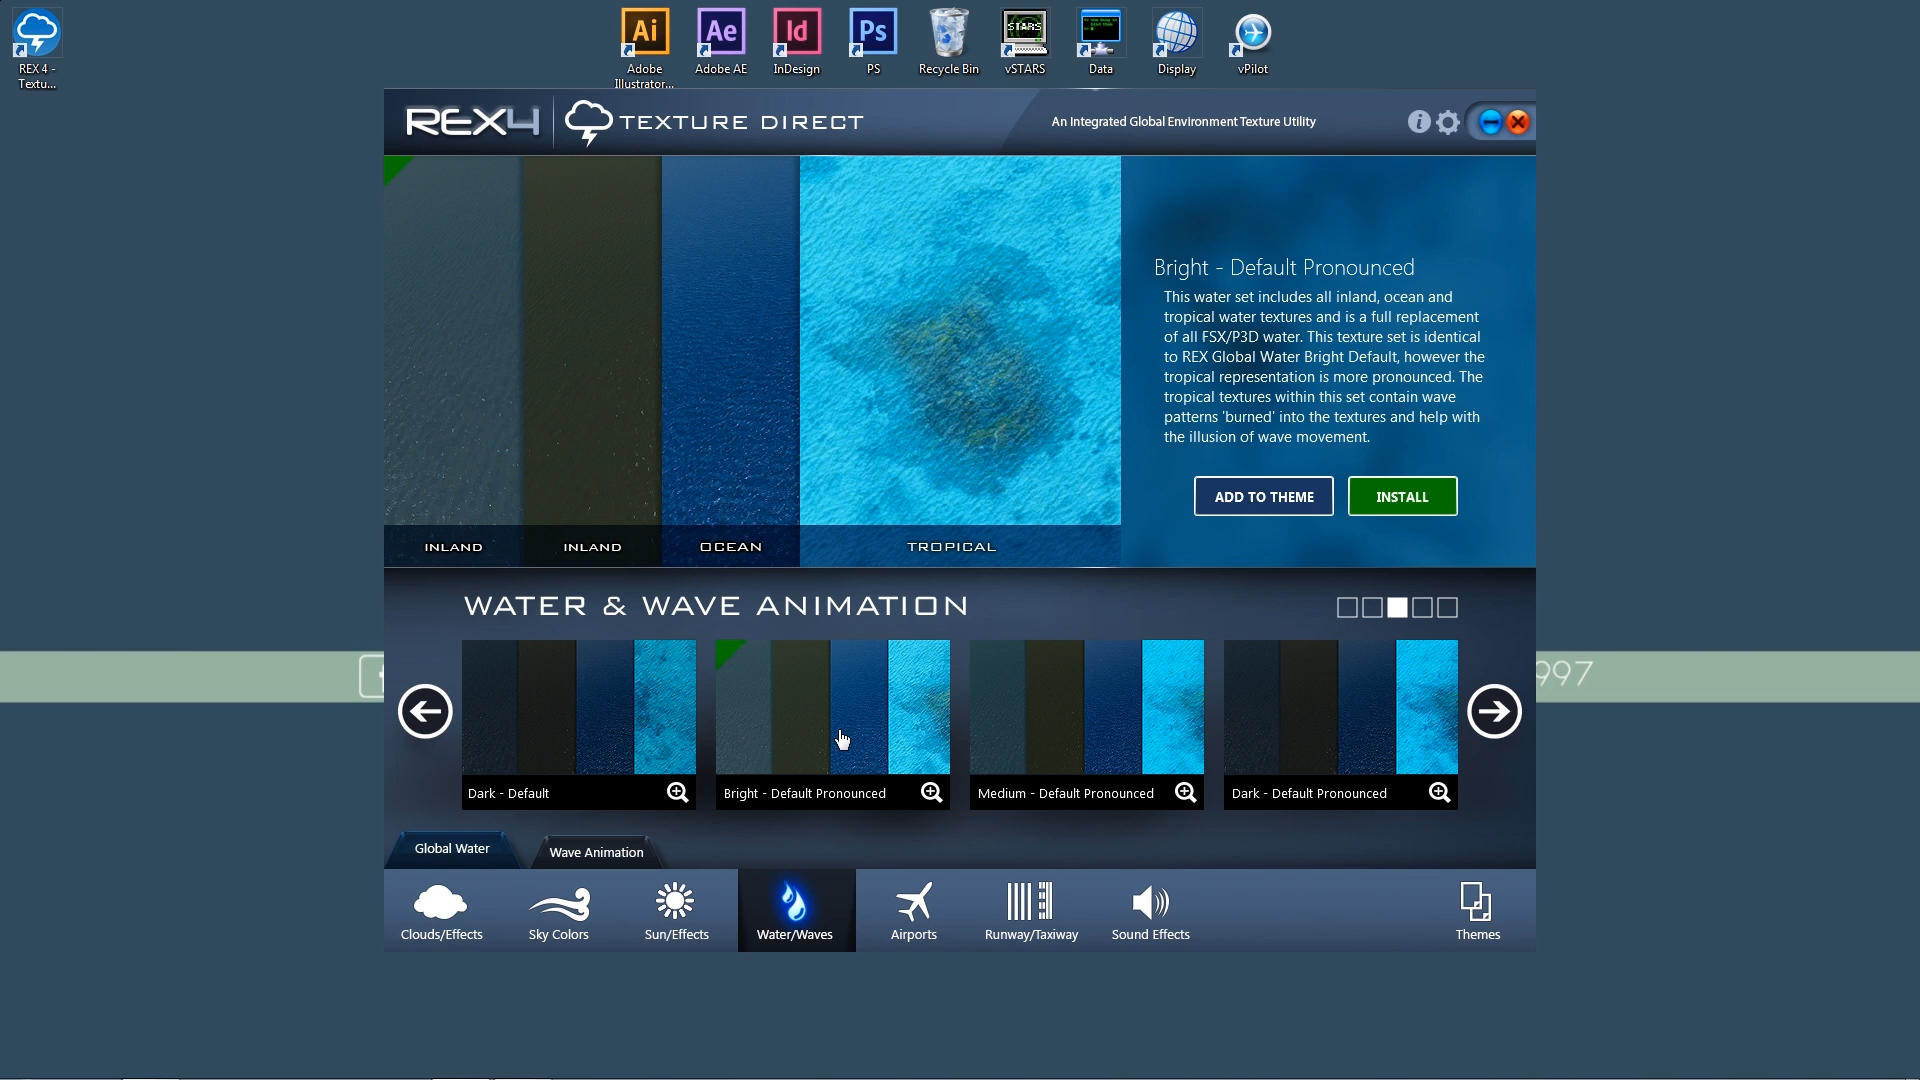 REX 4 -
Textu...
Ai
Adobe
Illustrator...
Ae
Adobe AE
Id
InDesign
Ps
PS
Recycle Bin
STARS
vSTARS
Data
Display
vPilot
REX4
TEXTURE DIRECT
An Integrated Global Environment Texture Utility
i
Bright - Default Pronounced
This water set includes all inland, ocean and
tropical water textures and is a full replacement
of all FSX/P3D water. This texture set is identical
to REX Global Water Bright Default, however the
tropical representation is more pronounced. The
tropical textures within this set contain wave
patterns 'burned' into the textures and help with
the illusion of wave movement.
ADD TO THEME
INSTALL
INLAND
INLAND
OCEAN
TROPICAL
WATER & WAVE ANIMATION
997
Dark - Default
Bright - Default Pronounced
Medium - Default Pronounced
Dark - Default Pronounced
Global Water
Wave Animation
Clouds/Effects
Sky Colors
Sun/Effects
Water/Waves
Airports
Runway/Taxiway
Sound Effects
Themes